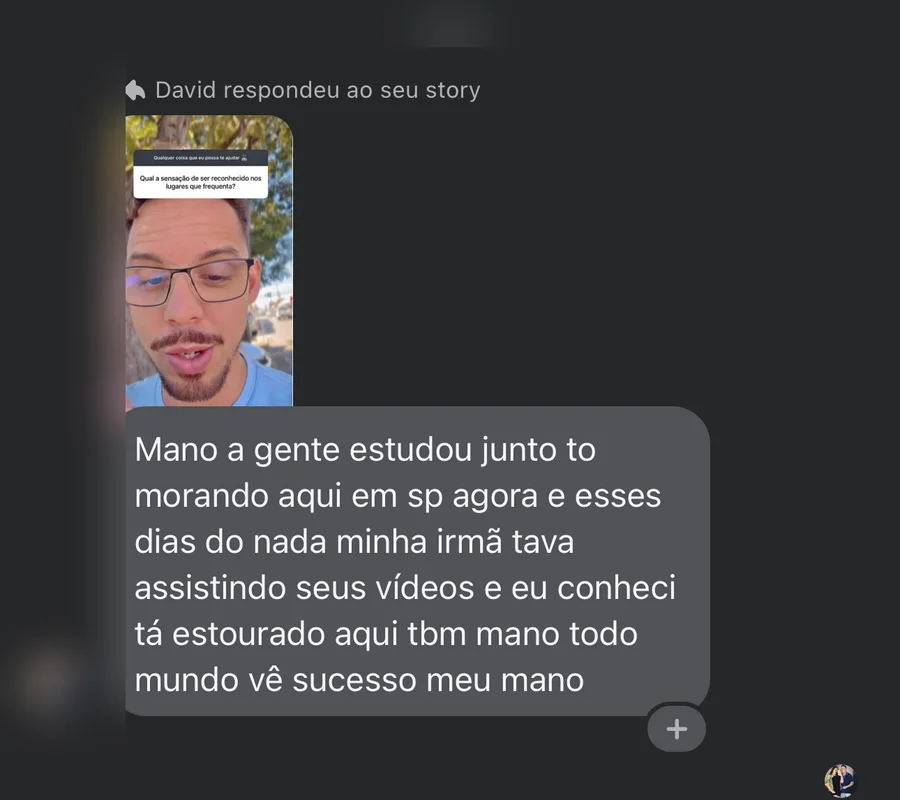 David respondeu ao seu story
Qualquer coisa que eu possa te ajudar
Qual a sensação de ser reconhecido nos
lugares que frequenta?
Mano a gente estudou junto to
morando aqui em sp agora e esses
dias do nada minha irmã tava
assistindo seus vídeos e eu conheci
tá estourado aqui tbm mano todo
mundo vê sucesso meu mano